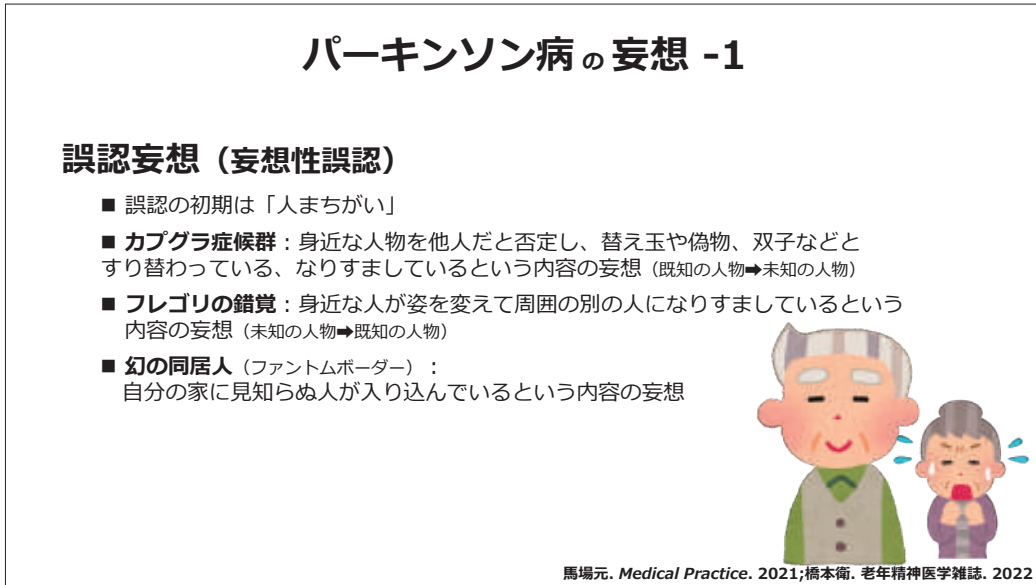 パーキンソン病 の 妄想 -1
誤認妄想（妄想性誤認）
■ 誤認の初期は「人まちがい」
■ カプグラ症候群：身近な人物を他人だと否定し、替え玉や偽物、双子などと
すり替わっている、なりすましているという内容の妄想（既知の人物➡未知の人物）
■ フレゴリの錯覚：身近な人が姿を変えて周囲の別の人になりすましているという
内容の妄想（未知の人物➡既知の人物）
■ 幻の同居人（ファントムボーダー）：
自分の家に見知らぬ人が入り込んでいるという内容の妄想
馬場元. Medical Practice. 2021;橋本衛. 老年精神医学雑誌. 2022